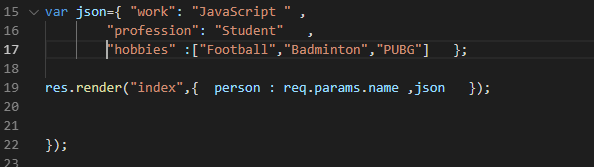 15 var json={ "work": "JavaScript " ,
16 "profession": "Student" ,
17 "hobbies" :["Football","Badminton","PUBG"] };
18
19 res.render("index",{ person : req.params.name ,json });
20
21
22 });
23